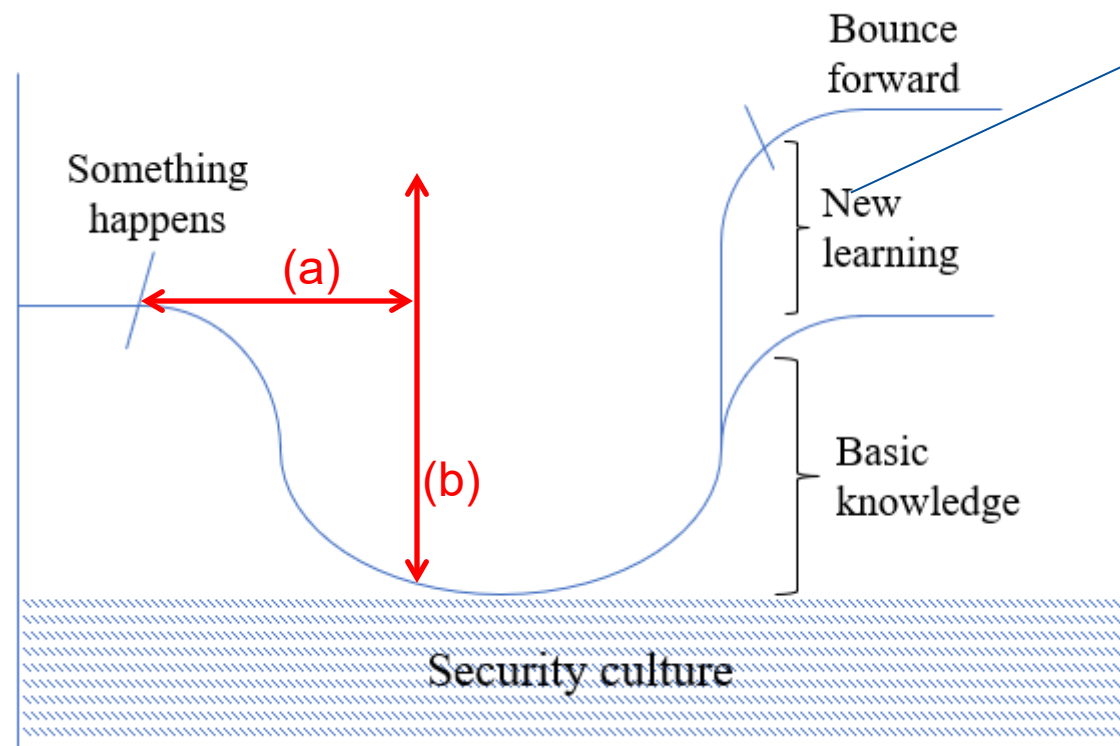 Bounce
forward
Something
happens
(a)
New
learning
(b)
Basic
knowledge
Security culture